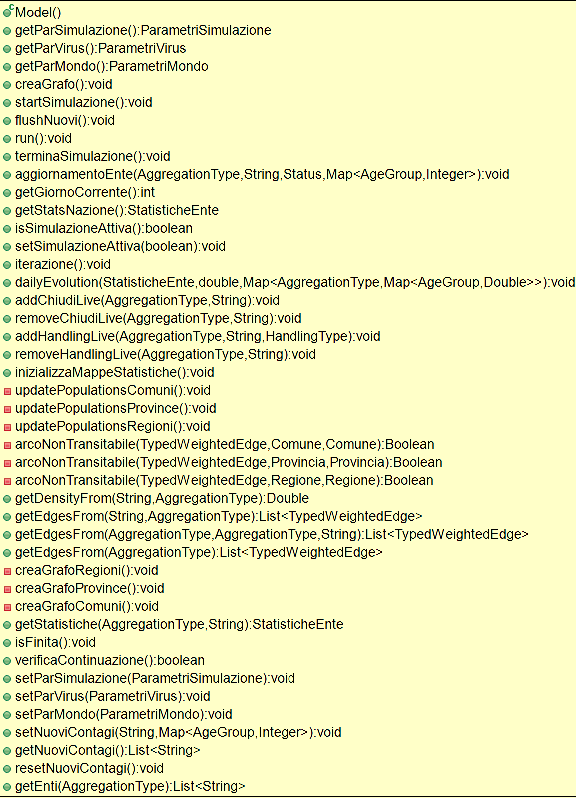 Model()
getParSimulazione():ParametriSimulazione
getParVirus():ParametriVirus
getParMondo():ParametriMondo
creaGrafo():void
startSimulazione():void
flushNuovi():void
run():void
terminaSimulazione():void
aggiornamentoEnte(AggregationType,String,Status,Map<AgeGroup,Integer>):void
getGiornoCorrente():int
getStatsNazione():StatisticheEnte
isSimulazioneAttiva():boolean
setSimulazioneAttiva(boolean):void
iterazione():void
dailyEvolution(StatisticheEnte,double,Map<AggregationType,Map<AgeGroup,Double>>):void
addChiudiLive(AggregationType,String):void
removeChiudiLive(AggregationType,String):void
addHandlingLive(AggregationType,String,HandlingType):void
removeHandlingLive(AggregationType,String):void
inizializzaMappeStatistiche():void
updatePopulationsComuni():void
updatePopulationsProvince():void
updatePopulationsRegioni():void
arcoNonTransitabile(TypedWeightedEdge,Comune,Comune):Boolean
arcoNonTransitabile(TypedWeightedEdge,Provincia,Provincia):Boolean
arcoNonTransitabile(TypedWeightedEdge,Regione,Regione):Boolean
getDensityFrom(String,AggregationType):Double
getEdgesFrom(String,AggregationType):List<TypedWeightedEdge>
getEdgesFrom(AggregationType,AggregationType,String):List<TypedWeightedEdge>
getEdgesFrom(AggregationType):List<TypedWeightedEdge>
creaGrafoRegioni():void
creaGrafoProvince():void
creaGrafoComuni():void
getStatistiche(AggregationType,String):StatisticheEnte
isFinita():void
verificaContinuazione():boolean
setParSimulazione(ParametriSimulazione):void
setParVirus(ParametriVirus):void
setParMondo(ParametriMondo):void
setNuoviContagi(String,Map<AgeGroup,Integer>):void
getNuoviContagi():List<String>
resetNuoviContagi():void
getEnti(AggregationType):List<String>